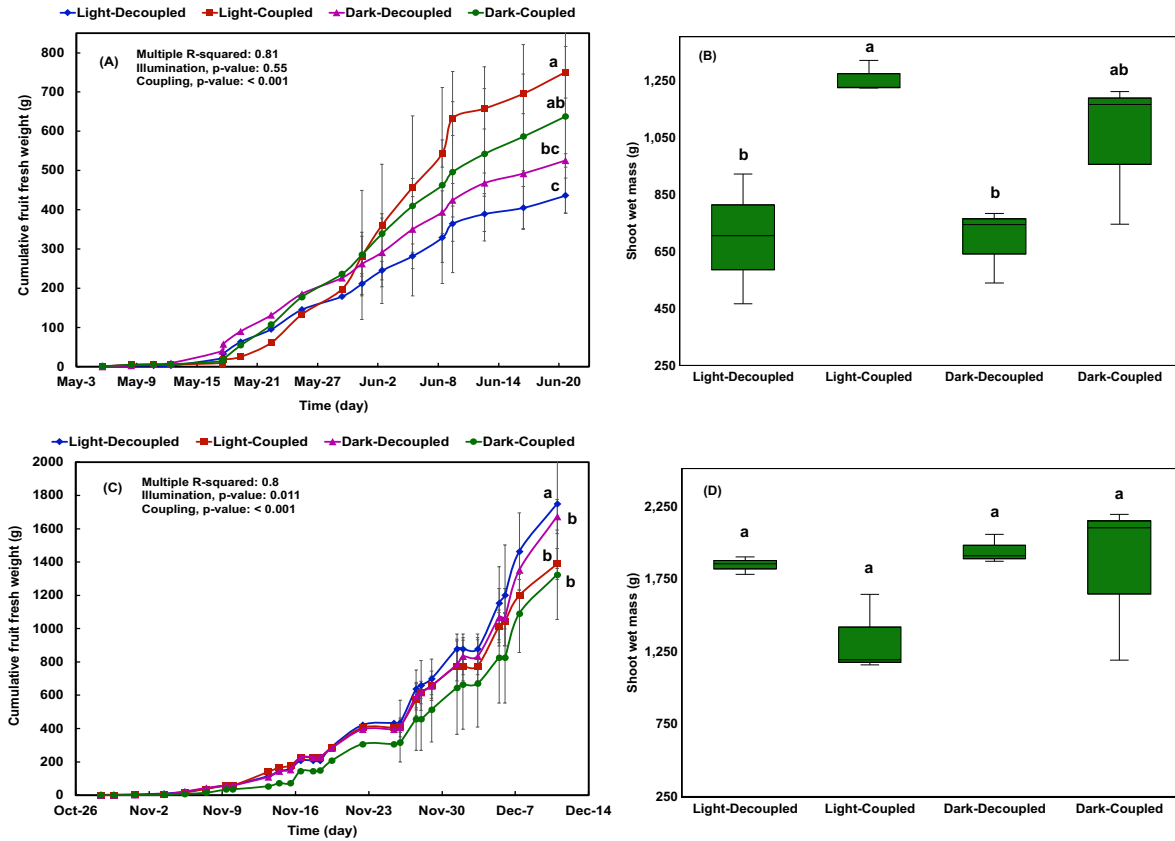 Light-Decoupled Light-Coupled Dark-Decoupled Dark-Coupled
(A)
Multiple R-squared: 0.81
Illumination, p-value: 0.55
Coupling, p-value: < 0.001
Cumulative fruit fresh weight (g)
800
700
600
500
400
300
200
100
0
a
ab
bc
c
May-3 May-9 May-15 May-21 May-27 Jun-2 Jun-8 Jun-14 Jun-20
Time (day)
(B)
Shoot wet mass (g)
1,250
1,050
850
650
450
250
b
a
b
ab
Light-Decoupled Light-Coupled Dark-Decoupled Dark-Coupled
Light-Decoupled Light-Coupled Dark-Decoupled Dark-Coupled
(C)
Multiple R-squared: 0.8
Illumination, p-value: 0.011
Coupling, p-value: < 0.001
Cumulative fruit fresh weight (g)
2000
1800
1600
1400
1200
1000
800
600
400
200
0
a
b
b
b
Oct-26 Nov-2 Nov-9 Nov-16 Nov-23 Nov-30 Dec-7 Dec-14
Time (day)
(D)
Shoot wet mass (g)
2,250
1,750
1,250
750
250
a
a
a
a
Light-Decoupled Light-Coupled Dark-Decoupled Dark-Coupled